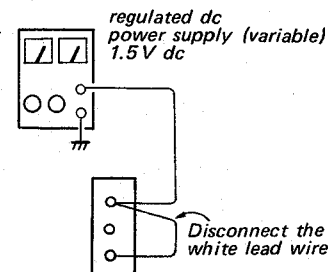 regulated dc
power supply (variable)
1.5V dc
Disconnect the
white lead wire